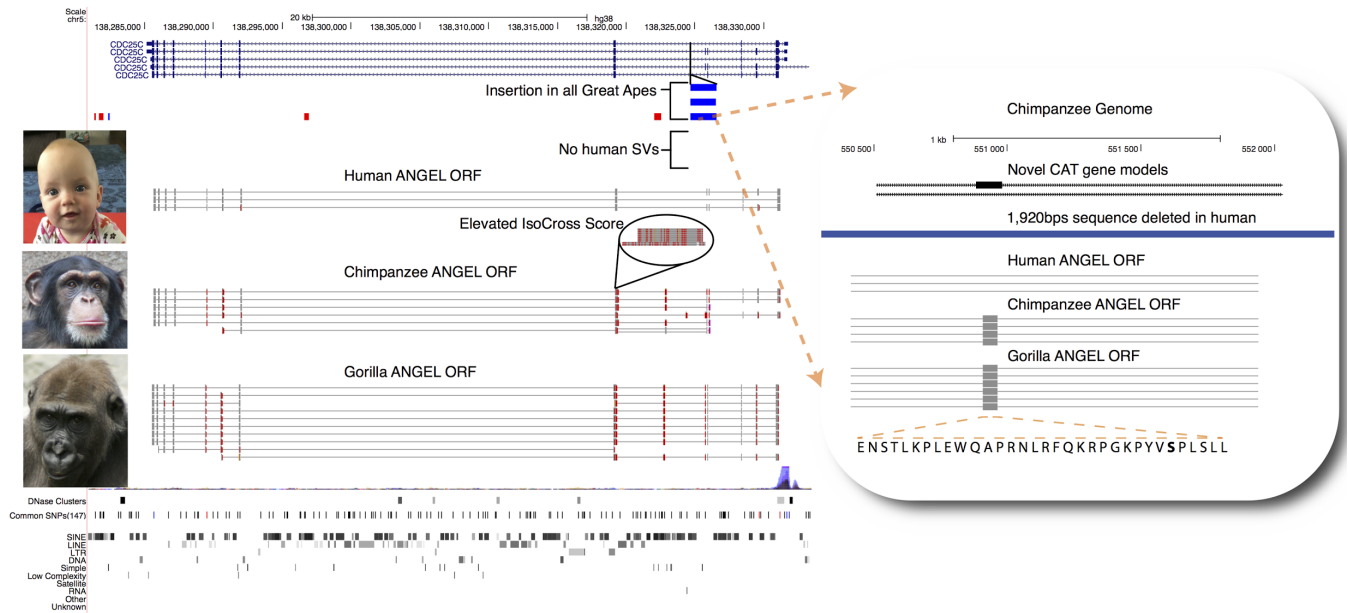 Scale
chr5:
20 kb
hg38
138,285,000
138,290,000
138,295,000
138,300,000
138,305,000
138,310,000
138,315,000
138,320,000
138,325,000
138,330,000
CDC25C
CDC25C
CDC25C
CDC25C
CDC25C
Insertion in all Great Apes
No human SVs
Human ANGEL ORF
Elevated IsoCross Score
Chimpanzee ANGEL ORF
Gorilla ANGEL ORF
DNase Clusters
Common SNPs(147)
SINE
LINE
LTR
DNA
Simple
Low Complexity
Satellite
RNA
Other
Unknown
Chimpanzee Genome
1 kb
550 500
551 000
551 500
552 000
Novel CAT gene models
1,920bps sequence deleted in human
Human ANGEL ORF
Chimpanzee ANGEL ORF
Gorilla ANGEL ORF
ENSTLKPLEWQAPRNLRFQKRPGKPYVSPLSLL